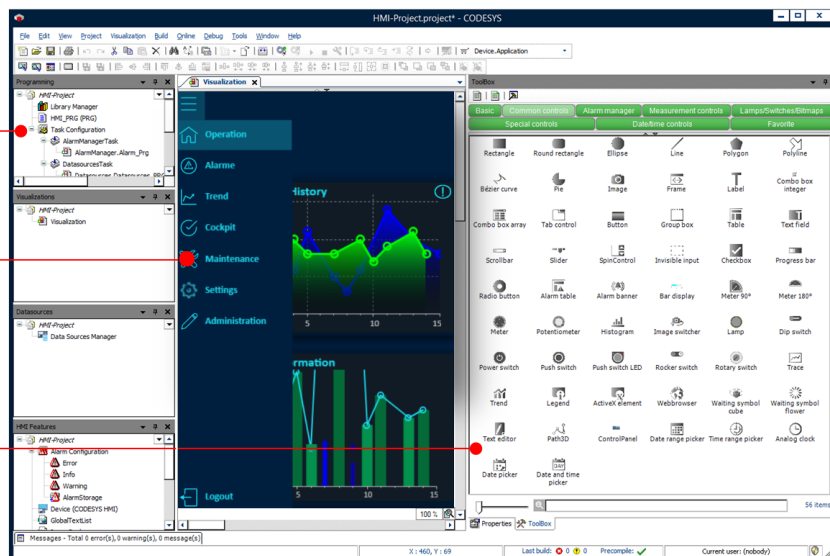 HMI-Project.project* - CODESYS
File Edit View Project Visualization Build Online Debug Tools Window Help
Device.Application
Programming
HMI-Project
Library Manager
HMI_PRG (PRG)
Task Configuration
AlarmManagerTask
AlarmManager.Alarm_Prg
DatasourcesTask
Datasources.Datasources_PRG
Visualizations
HMI-Project
Visualization
Datasources
HMI-Project
Data Sources Manager
HMI Features
HMI-Project
Alarm Configuration
Error
Info
Warning
AlarmStorage
Device (CODESYS HMI)
GlobalTextList
Visualization
Operation
Alarme
Trend
Cockpit
Maintenance
Settings
Administration
Logout
History
5 10 15
rmation
5 10 15
100 %
ToolBox
Basic Common controls Alarm manager Measurement controls Lamps/Switches/Bitmaps
Special controls Date/time controls Favorite
Rectangle Round rectangle Ellipse Line Polygon Polyline
Bézier curve Pie Image Frame Label Combo box integer
Combo box array Tab control Button Group box Table Text field
Scrollbar Slider SpinControl Invisible input Checkbox Progress bar
Radio button Alarm table Alarm banner Bar display Meter 90° Meter 180°
Meter Potentiometer Histogram Image switcher Lamp Dip switch
Power switch Push switch Push switch LED Rocker switch Rotary switch Trace
Trend Legend ActiveX element Webbrowser Waiting symbol cube Waiting symbol flower
Text editor Path3D ControlPanel Date range picker Time range picker Analog clock
Date picker Date and time picker
56 items
Properties ToolBox
Messages - Total 0 error(s), 0 warning(s), 0 message(s)
X : 460, Y : 69
Last build: 0 0 Precompile: Current user: (nobody)